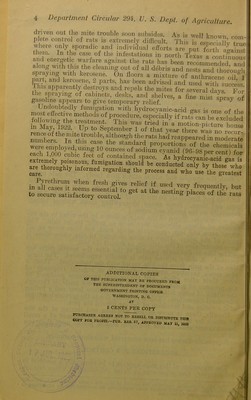 4 Department Circular 294, U. S. Dept. of Agriculture.
driven out the mite trouble soon subsides. As is well known, com-
plete control of rats is extremely difficult. This is especially true
where only sporadic and individual efforts are put forth against
them. In the case of the infestations in north Texas a continuous
and energetic warfare against the rats has been recommended, and
along with this the cleaning out of all débris and nests and thorough
spraying with kerosene. On floors a mixture of anthracene oil, 1
part, and kerosene, 2 parts, has been advised and used with success.
This apparently destroys and repels the mites for several days. For
the spraying of cabinets, desks, and shelves, a fine mist spray of
gasoline appears to give temporary relief.
Undoubtedly fumigation with hydrocyanic-acid gas is one of the
most effective methods of procedure, especially if rats can be excluded
following the treatment. This was tried in a motion-picture house
in May, 1922. Up to September 1 of that year there was no recur-
rence of the mite trouble, although the rats had reappeared in moderate
numbers. In this case the standard proportions of the chemicals
were employed, using 10 ounces of sodium cyanid (96–98 per cent) for
each 1,000 cubic feet of contained space. As hydrocyanic-acid gas is
extremely poisonous, fumigation should be conducted only by those who
are thoroughly informed regarding the process and who use the greatest
care.
Pyrethrum when fresh gives relief if used very frequently, but
in all cases it seems essential to get at the nesting places of the rats
to secure satisfactory control.
ADDITIONAL COPIES
OF THIS PUBLICATION MAY BE PROCURED FROM
THE SUPERINTENDENT OF DOCUMENTS
GOVERNMENT PRINTING OFFICE
WASHINGTON, D. C.
AT
5 CENTS PER COPY
PURCHASER AGREES NOT TO RESELL OR DISTRIBUTE THIS
COPY FOR PROFIT.—PUB. RES. 57, APPROVED MAY 11, 1922